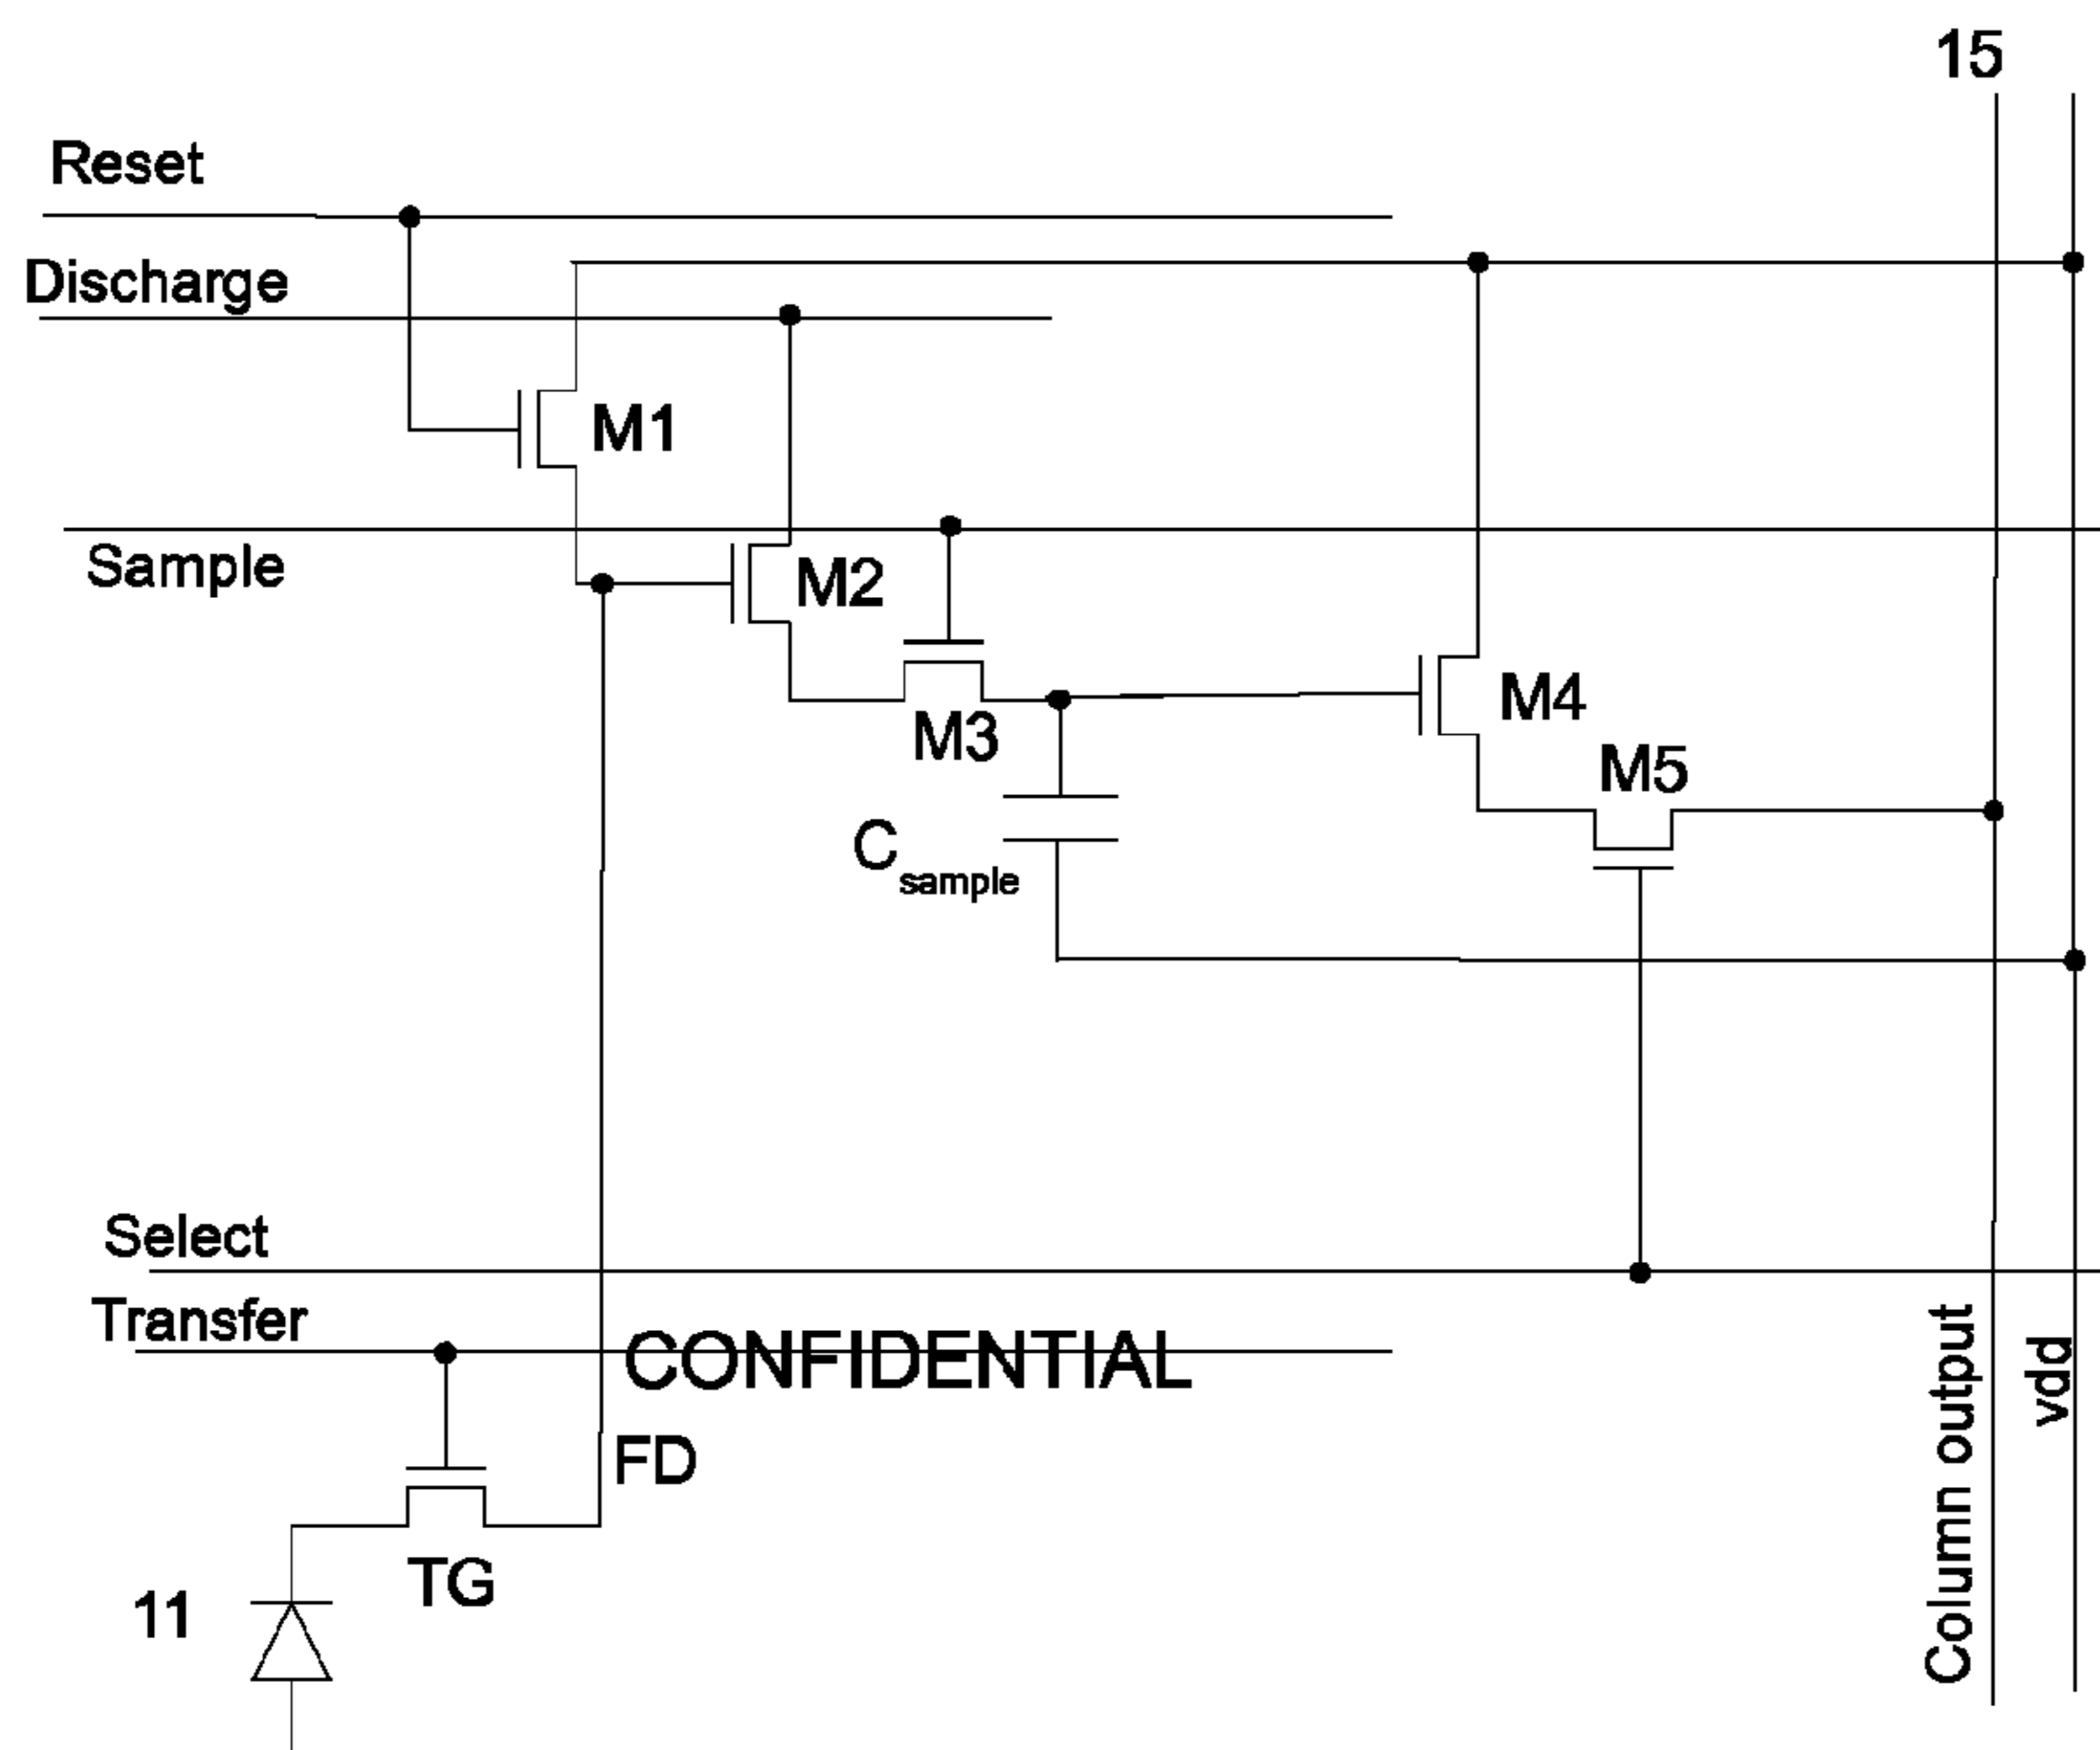 15
Reset
Discharge
M1
Sample
M2
M3
M4
M5
C sample
Select
Transfer
CONFIDENTIAL
FD
TG
11
Column output
vdd